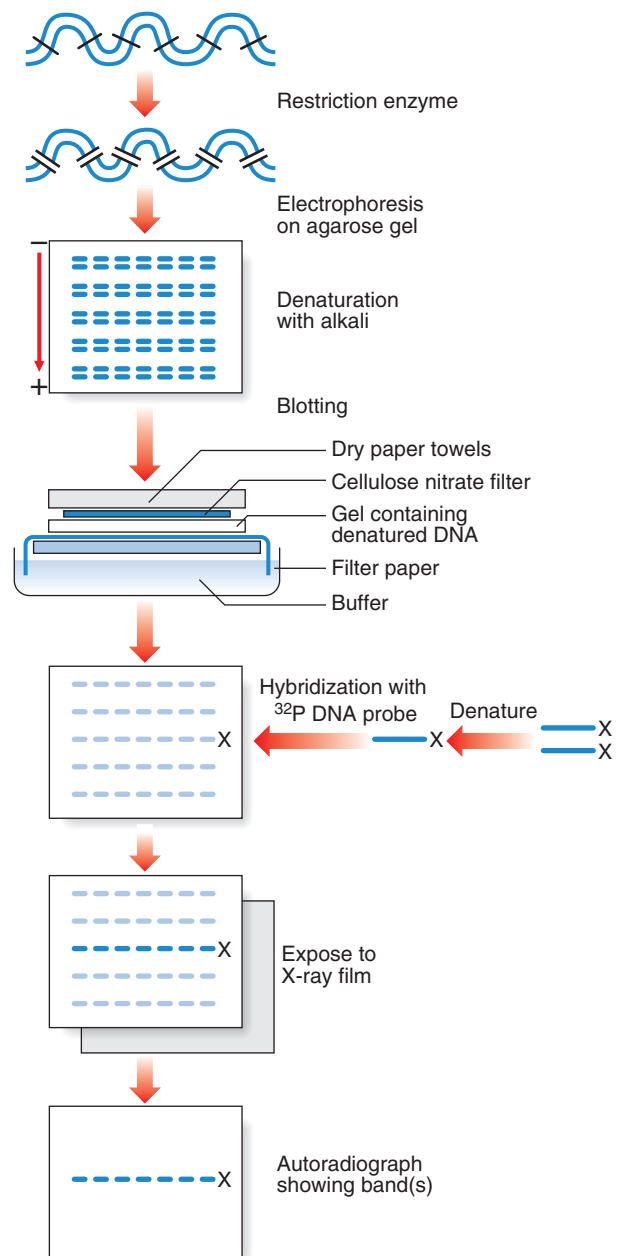 Restriction enzyme
Electrophoresis
on agarose gel
−
Denaturation
with alkali
+
Blotting
Dry paper towels
Cellulose nitrate filter
Gel containing
denatured DNA
Filter paper
Buffer
Hybridization with
³²P DNA probe
Denature
X
X
X
X
X
Expose to
X-ray film
X
Autoradiograph
showing band(s)